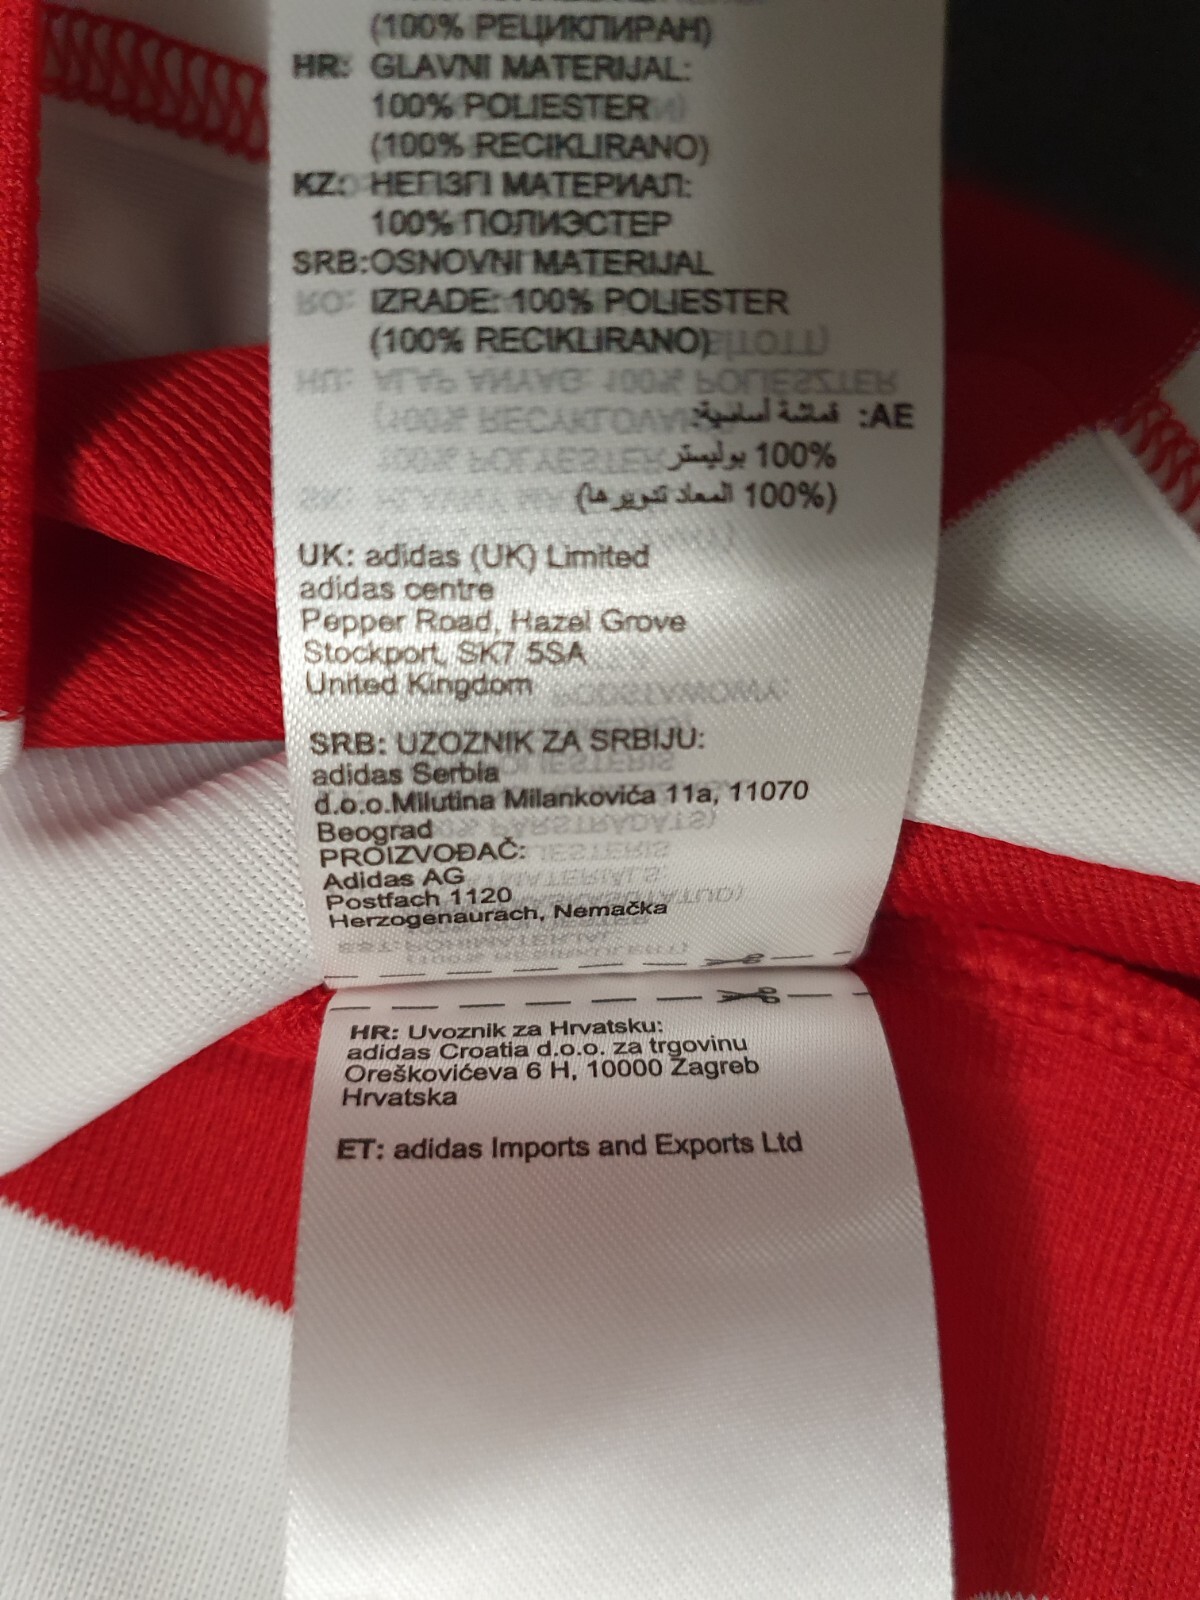 (100% РЕЦИКЛИРАН)
HR: GLAVNI MATERIJAL:
100% POLIESTER
(100% RECIKLIRANO)
KZ: НЕГІЗГІ МАТЕРИАЛ:
100% ПОЛИЭСТЕР
SRB:OSNOVNI MATERIJAL
IZRADE: 100% POLIESTER
(100% RECIKLIRANO)
AE: قماشة أساسية:
100% بوليستر
(100% المعاد تدويرها)
UK: adidas (UK) Limited
adidas centre
Pepper Road, Hazel Grove
Stockport, SK7 5SA
United Kingdom
SRB: UZOZNIK ZA SRBIJU:
adidas Serbia
d.o.o.Milutina Milankovića 11a, 11070
Beograd
PROIZVOĐAČ:
Adidas AG
Postfach 1120
Herzogenaurach, Nemačka
HR: Uvoznik za Hrvatsku:
adidas Croatia d.o.o. za trgovinu
Oreškovićeva 6 H, 10000 Zagreb
Hrvatska
ET: adidas Imports and Exports Ltd